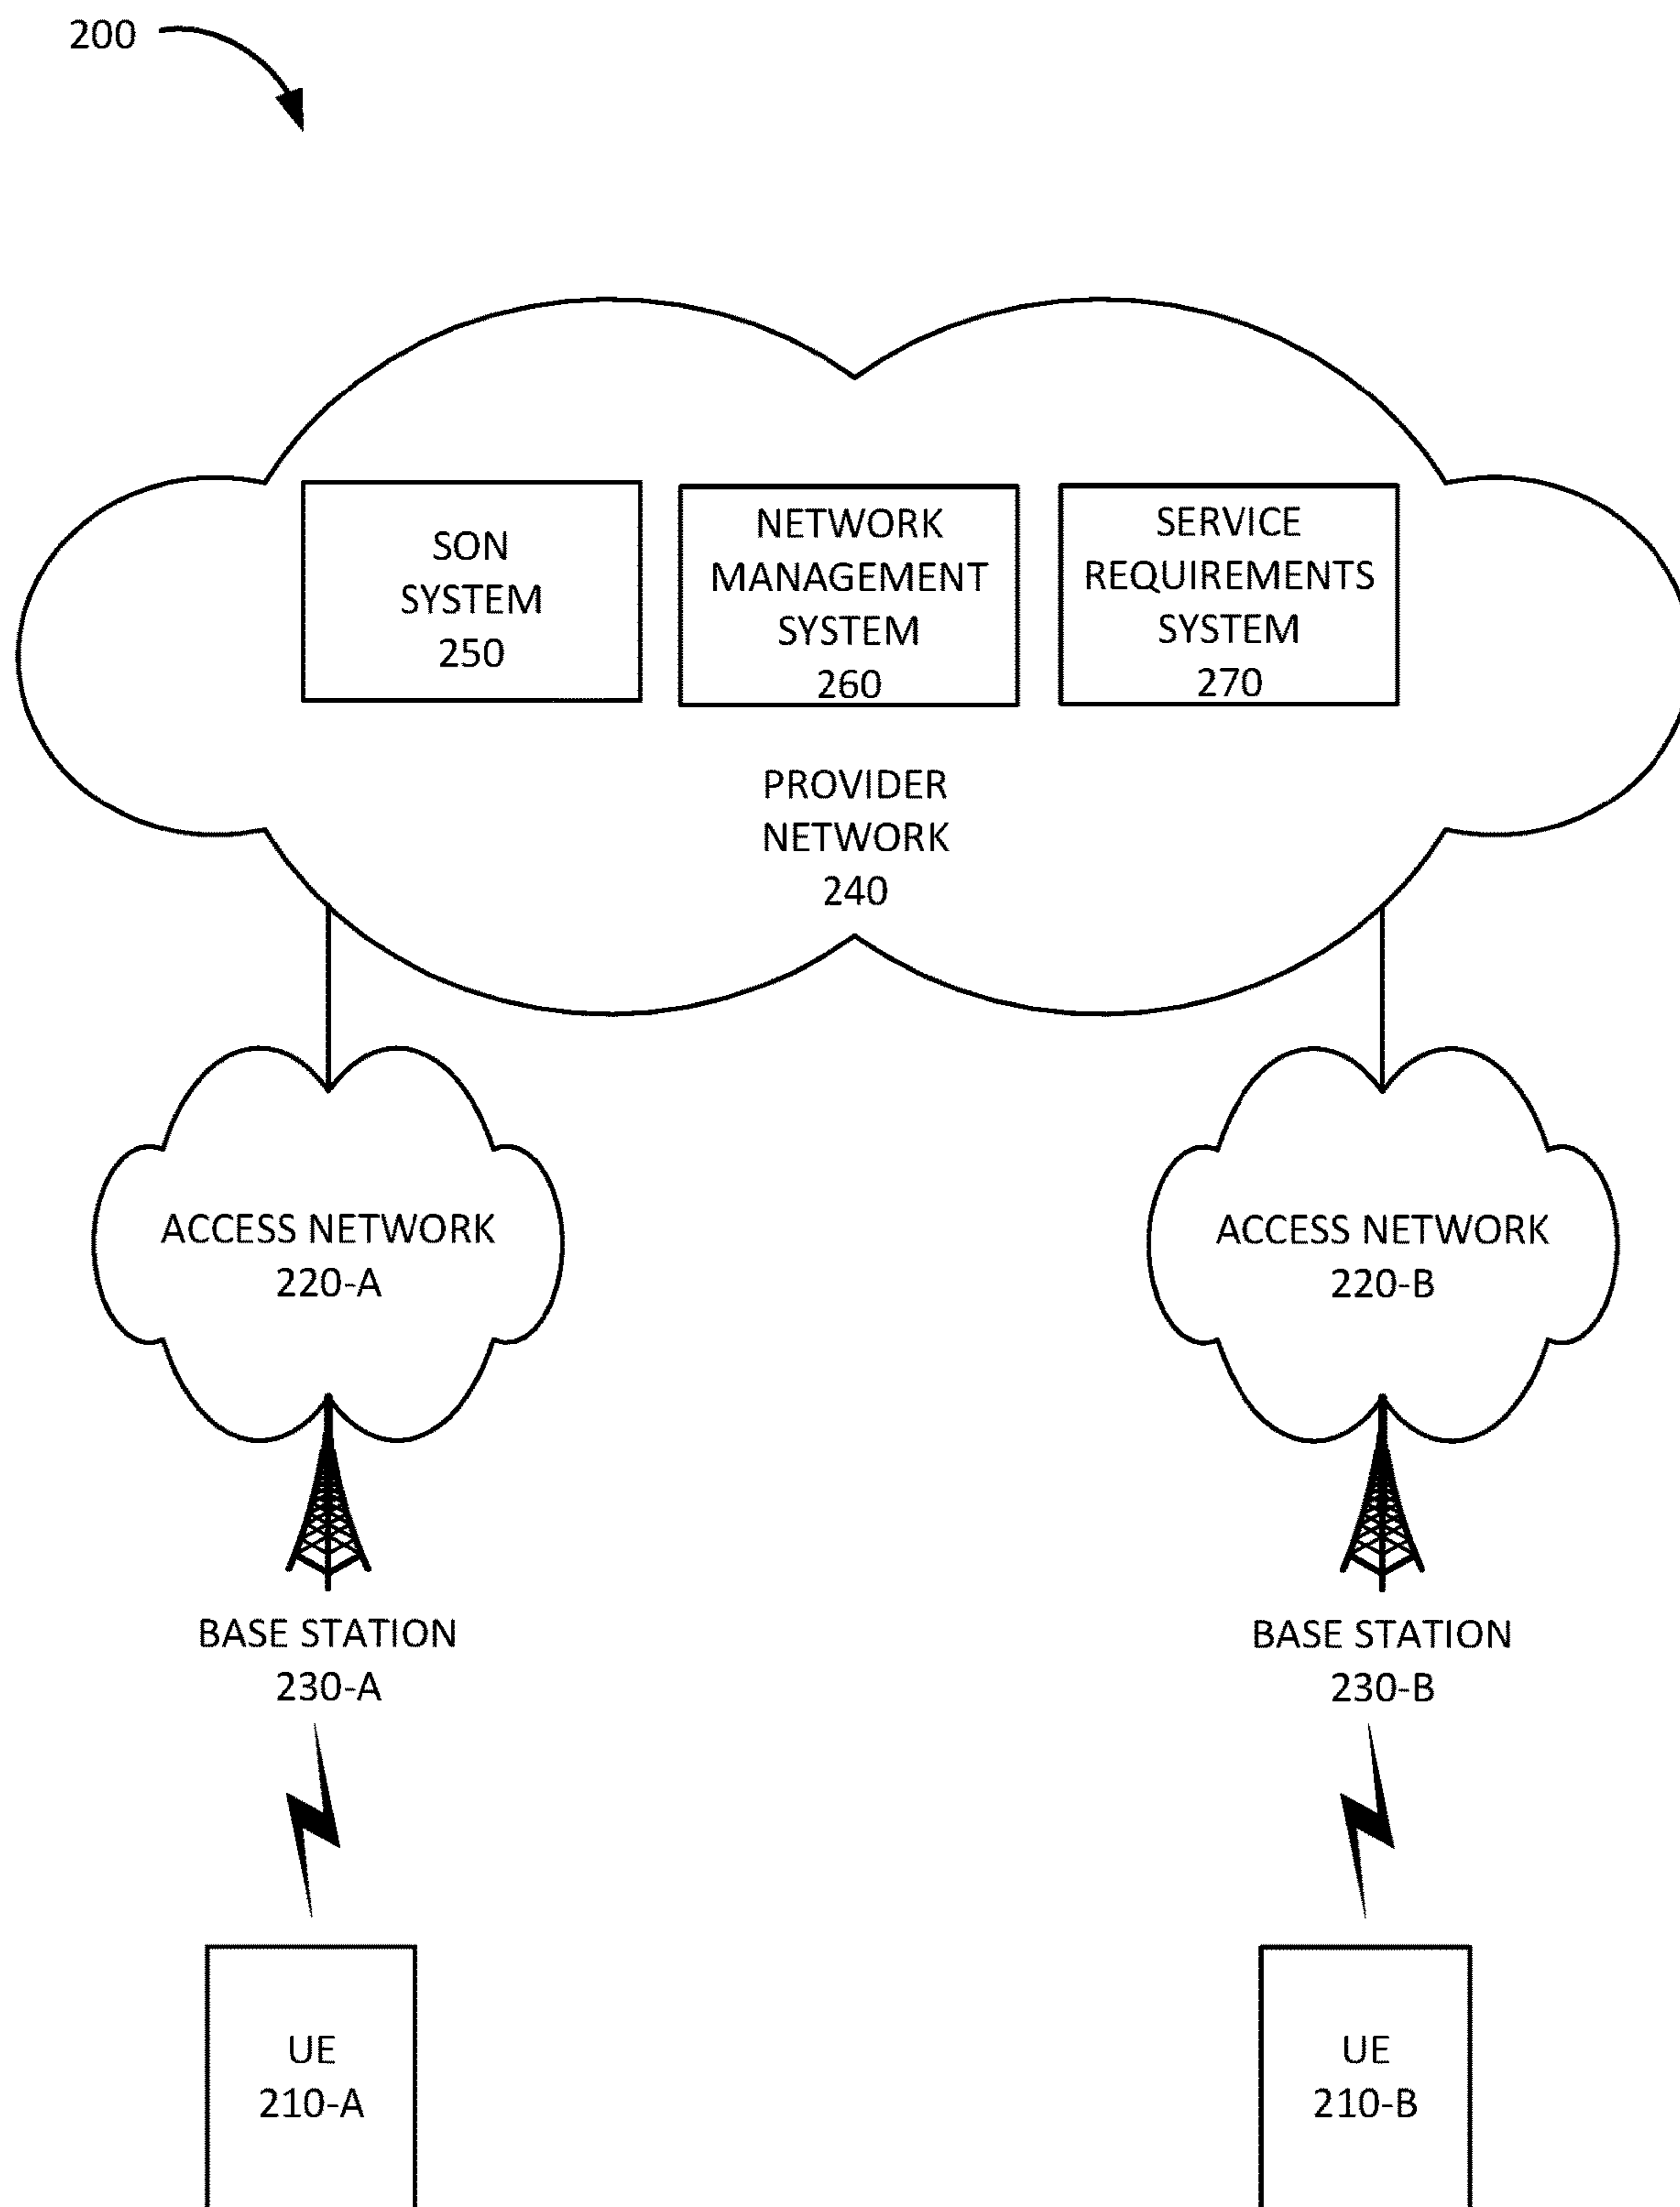 200
SON
SYSTEM
250
NETWORK
MANAGEMENT
SYSTEM
260
SERVICE
REQUIREMENTS
SYSTEM
270
PROVIDER
NETWORK
240
ACCESS NETWORK
220-A
ACCESS NETWORK
220-B
BASE STATION
230-A
BASE STATION
230-B
UE
210-A
UE
210-B